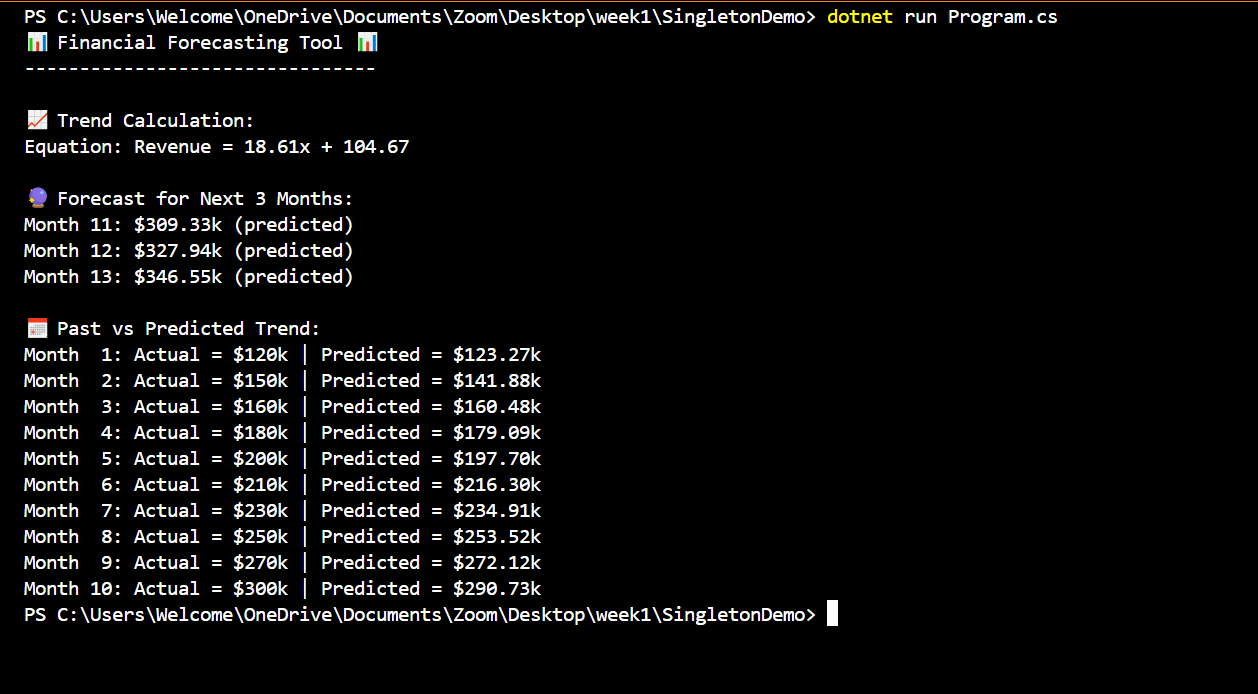 PS C:\Users\Welcome\OneDrive\Documents\Zoom\Desktop\week1\SingletonDemo> dotnet run Program.cs
📊 Financial Forecasting Tool 📊
--------------------------------
📈 Trend Calculation:
Equation: Revenue = 18.61x + 104.67
🔮 Forecast for Next 3 Months:
Month 11: $309.33k (predicted)
Month 12: $327.94k (predicted)
Month 13: $346.55k (predicted)
📅 Past vs Predicted Trend:
Month  1: Actual = $120k | Predicted = $123.27k
Month  2: Actual = $150k | Predicted = $141.88k
Month  3: Actual = $160k | Predicted = $160.48k
Month  4: Actual = $180k | Predicted = $179.09k
Month  5: Actual = $200k | Predicted = $197.70k
Month  6: Actual = $210k | Predicted = $216.30k
Month  7: Actual = $230k | Predicted = $234.91k
Month  8: Actual = $250k | Predicted = $253.52k
Month  9: Actual = $270k | Predicted = $272.12k
Month 10: Actual = $300k | Predicted = $290.73k
PS C:\Users\Welcome\OneDrive\Documents\Zoom\Desktop\week1\SingletonDemo>